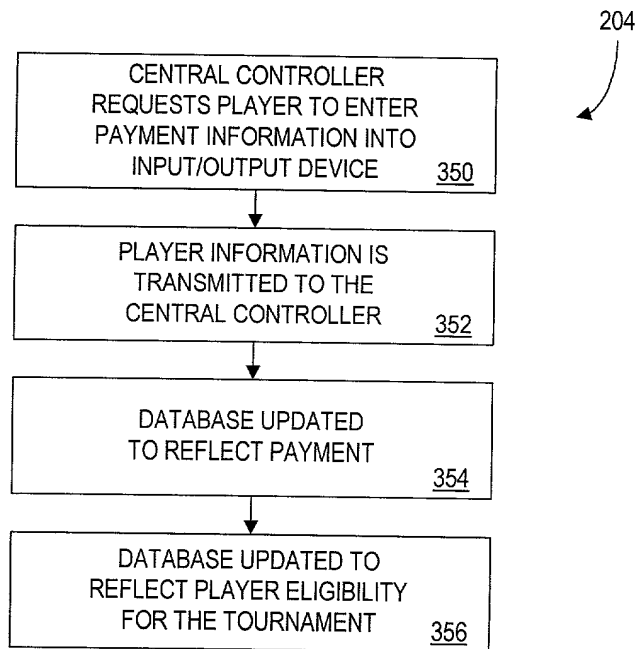 204
CENTRAL CONTROLLER
REQUESTS PLAYER TO ENTER
PAYMENT INFORMATION INTO
INPUT/OUTPUT DEVICE
350
PLAYER INFORMATION IS
TRANSMITTED TO THE
CENTRAL CONTROLLER
352
DATABASE UPDATED
TO REFLECT PAYMENT
354
DATABASE UPDATED TO
REFLECT PLAYER ELIGIBILITY
FOR THE TOURNAMENT
356